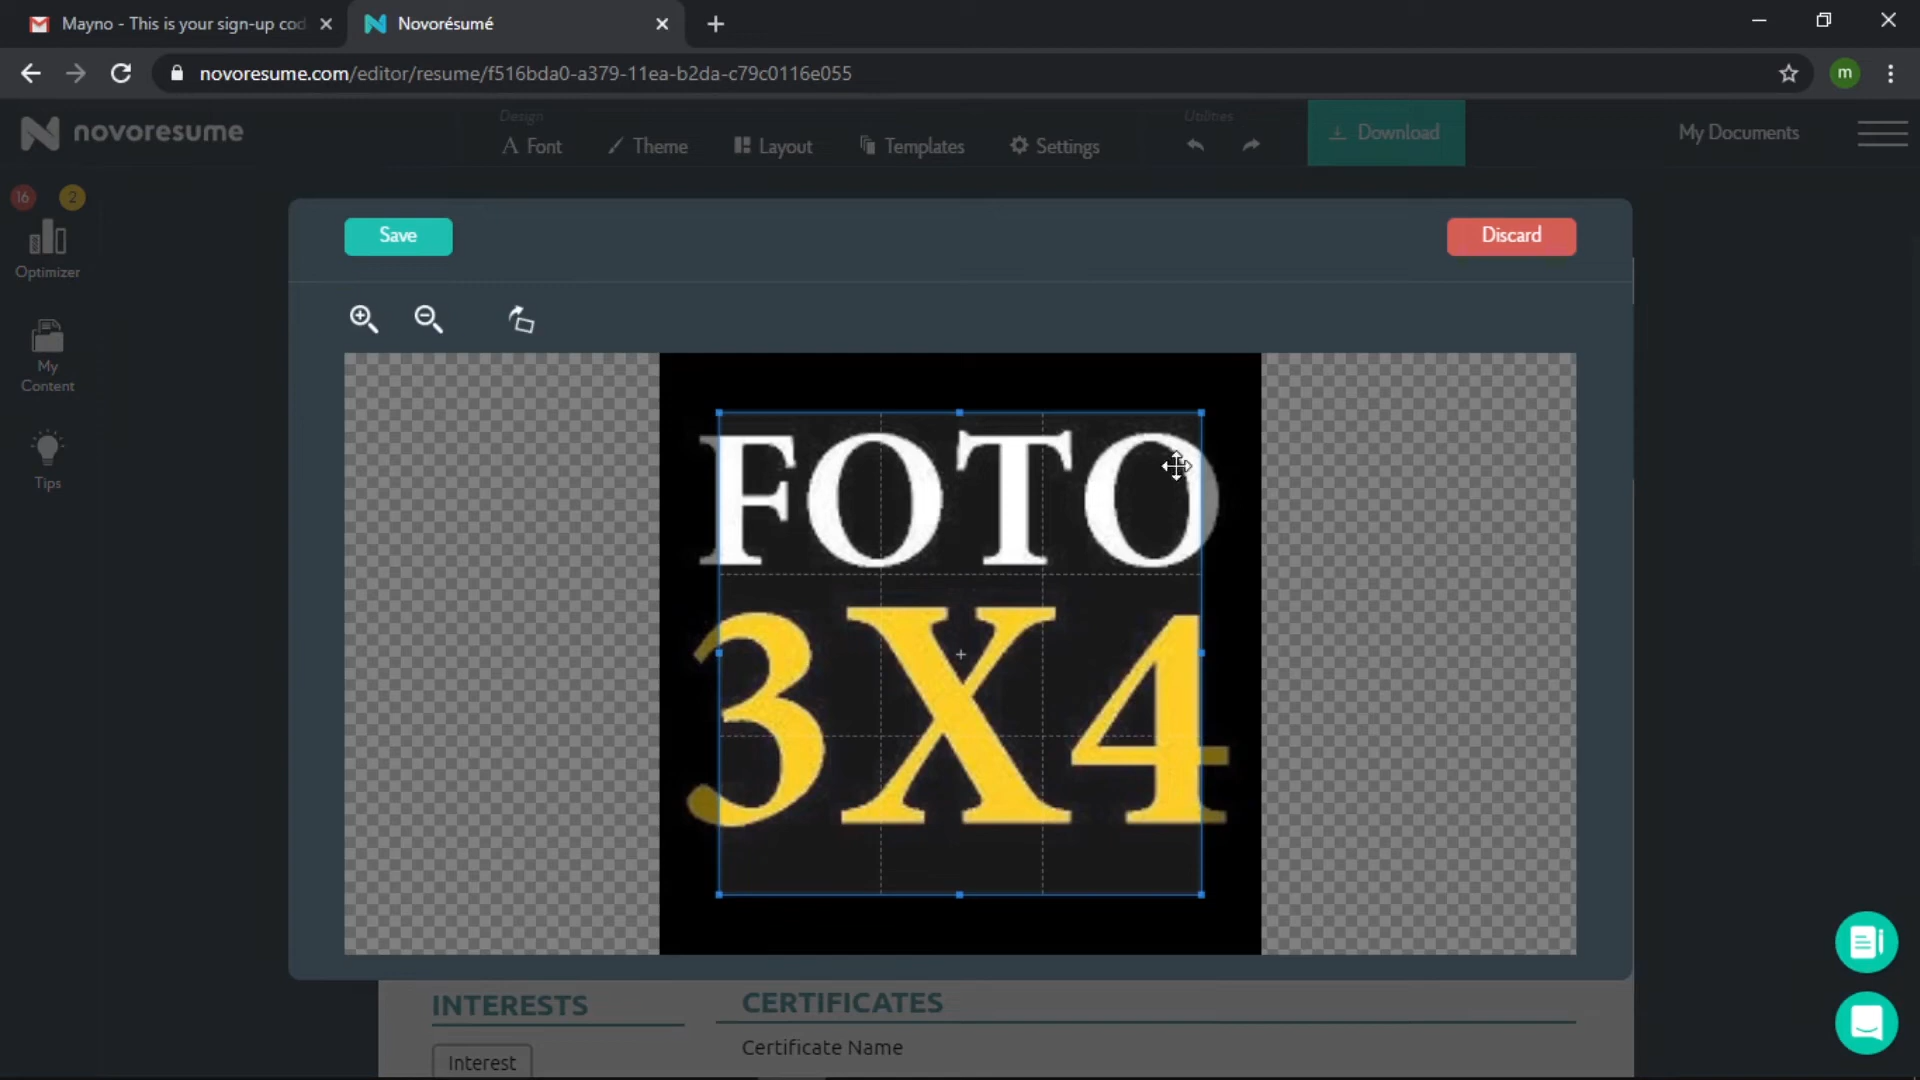 Mayno - This is your sign-up cod
Novorésumé
novoresume.com/editor/resume/f516bda0-a379-11ea-b2da-c79c0116e055
m
novoresume
Design
Font
Theme
Layout
Templates
Settings
Utilities
Download
My Documents
16
2
Optimizer
My
Content
Tips
Save
Discard
FOTO
3X4
INTERESTS
Interest
CERTIFICATES
Certificate Name